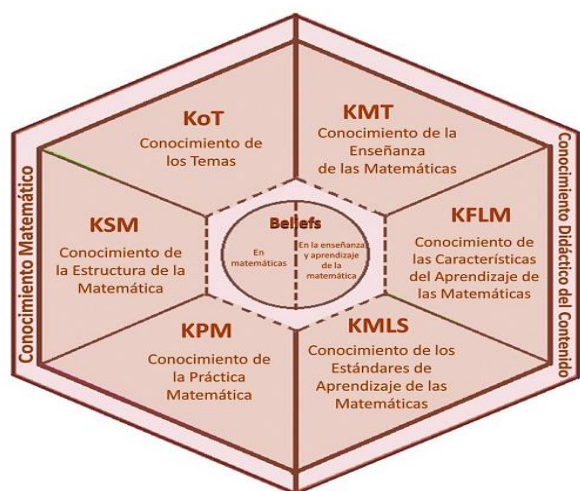 Conocimiento Matemático
KoT
Conocimiento de
los Temas
KSM
Conocimiento de
la Estructura de la
Matemática
KPM
Conocimiento de
la Práctica
Matemática
Beliefs
En
matemáticas
En la enseñanza
y aprendizaje
de la
matemática
KMT
Conocimiento de la
Enseñanza
de las Matemáticas
KFLM
Conocimiento de
las Características
del Aprendizaje de
las Matemáticas
KMLS
Conocimiento de los
Estándares de
Aprendizaje de las
Matemáticas
Conocimiento Didáctico del Contenido